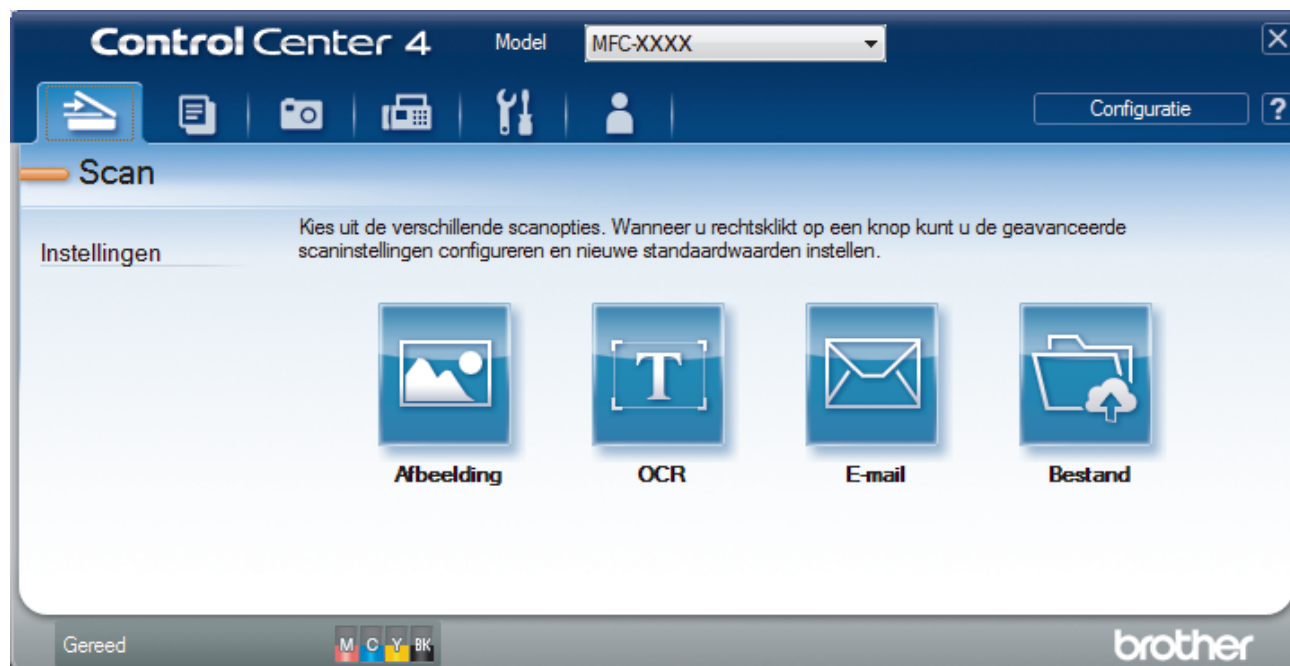 ControlCenter 4
Model
MFC-XXXX
Configuratie
?
Scan
Instellingen
Kies uit de verschillende scanopties. Wanneer u rechtsklikt op een knop kunt u de geavanceerde
scaninstellingen configureren en nieuwe standaardwaarden instellen.
T
Afbeelding
OCR
E-mail
Bestand
Gereed
M C Y BK
brother